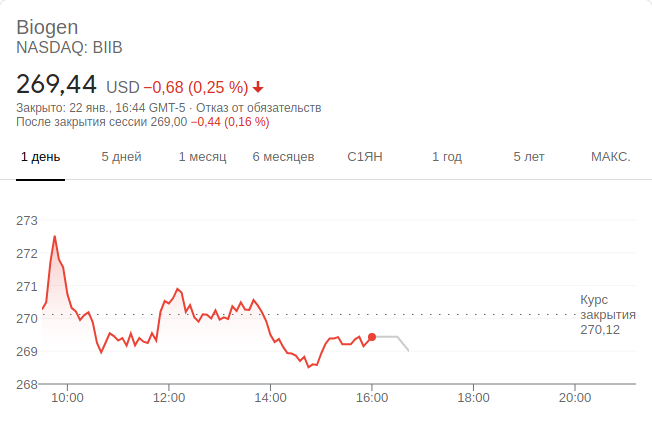 Biogen
NASDAQ: BIIB
269,44 USD −0,68 (0,25 %)
Закрыто: 22 янв., 16:44 GMT-5 · Отказ от обязательств
После закрытия сессии 269,00 −0,44 (0,16 %)
1 день 5 дней 1 месяц 6 месяцев С1ЯН 1 год 5 лет МАКС.
273
272
271
270
269
268
Курс
закрытия
270,12
10:00 12:00 14:00 16:00 18:00 20:00